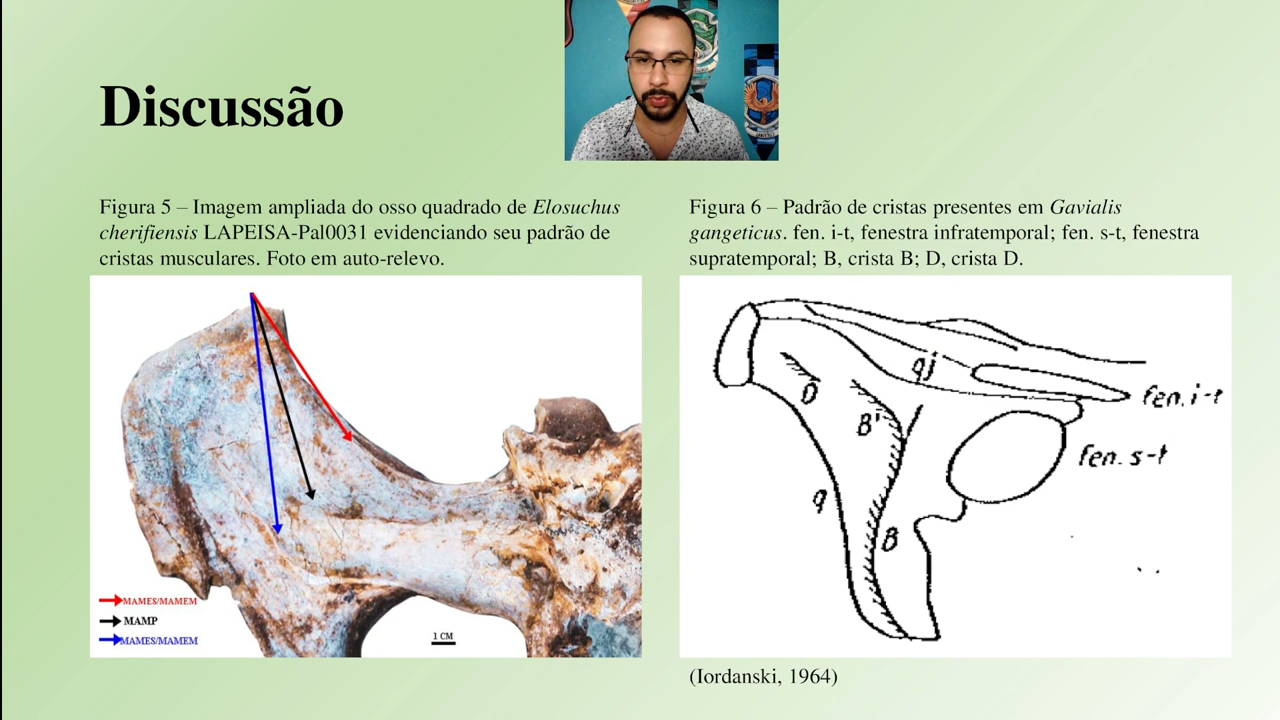 Discussão
Figura 5 – Imagem ampliada do osso quadrado de Elosuchus
cherifiensis LAPEISA-Pal0031 evidenciando seu padrão de
cristas musculares. Foto em auto-relevo.
MAMES/MAMEM
MAMP
MAMES/MAMEM
1 CM
Figura 6 – Padrão de cristas presentes em Gavialis
gangeticus. fen. i-t, fenestra infratemporal; fen. s-t, fenestra
supratemporal; B, crista B; D, crista D.
qj
fen. i-t
D
B'
fen. s-t
q
B
(Iordanski, 1964)